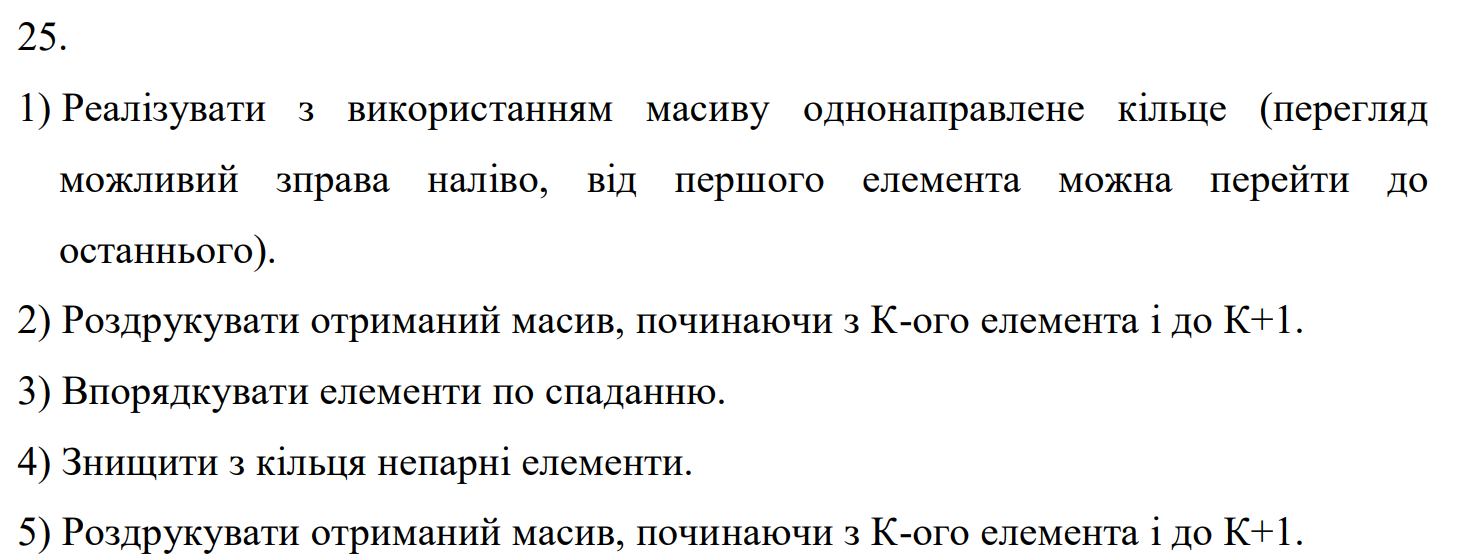 25.
1) Реалізувати з використанням масиву однонаправлене кільце (перегляд
можливий зправа наліво, від першого елемента можна перейти до
останнього).
2) Роздрукувати отриманий масив, починаючи з К-ого елемента і до К+1.
3) Впорядкувати елементи по спаданню.
4) Знищити з кільця непарні елементи.
5) Роздрукувати отриманий масив, починаючи з К-ого елемента і до К+1.